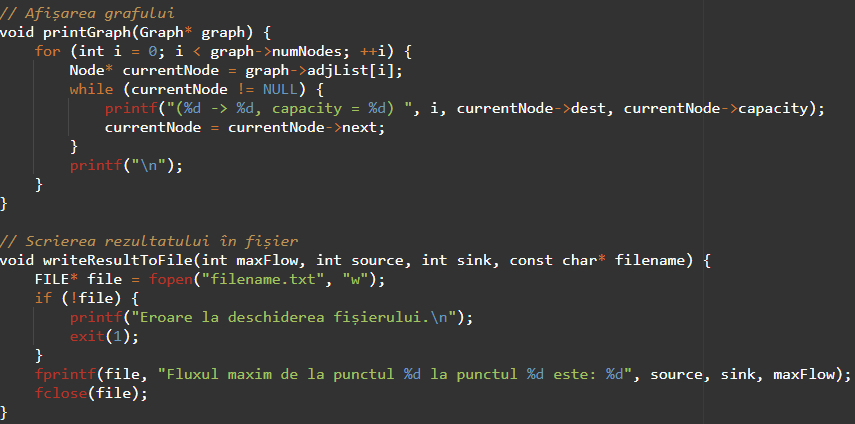 // Afișarea grafului
void printGraph(Graph* graph) {
    for (int i = 0; i < graph->numNodes; ++i) {
        Node* currentNode = graph->adjList[i];
        while (currentNode != NULL) {
            printf("(%d -> %d, capacity = %d) ", i, currentNode->dest, currentNode->capacity);
            currentNode = currentNode->next;
        }
        printf("\n");
    }
}

// Scrierea rezultatului în fișier
void writeResultToFile(int maxFlow, int source, int sink, const char* filename) {
    FILE* file = fopen("filename.txt", "w");
    if (!file) {
        printf("Eroare la deschiderea fișierului.\n");
        exit(1);
    }
    fprintf(file, "Fluxul maxim de la punctul %d la punctul %d este: %d", source, sink, maxFlow);
    fclose(file);
}